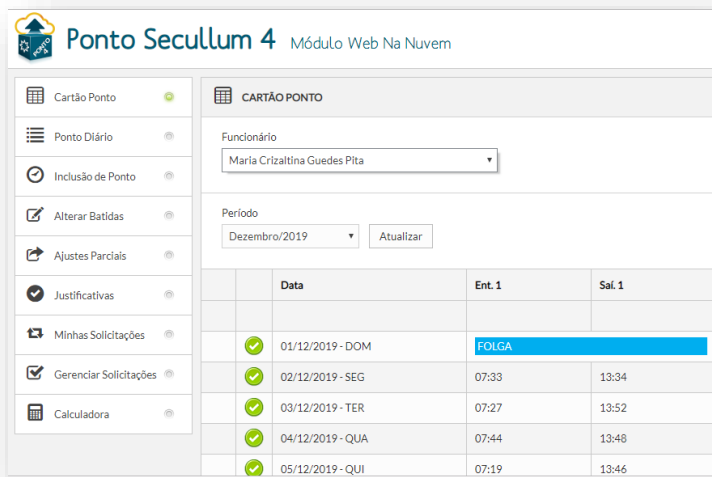 Ponto Secullum 4 Módulo Web Na Nuvem
Cartão Ponto
Ponto Diário
Inclusão de Ponto
Alterar Batidas
Ajustes Parciais
Justificativas
Minhas Solicitações
Gerenciar Solicitações
Calculadora
CARTÃO PONTO
Funcionário
Maria Crizaltina Guedes Pita
Período
Dezembro/2019 Atualizar
Data Ent. 1 Saí. 1
01/12/2019 - DOM FOLGA
02/12/2019 - SEG 07:33 13:34
03/12/2019 - TER 07:27 13:52
04/12/2019 - QUA 07:44 13:48
05/12/2019 - QUI 07:19 13:46